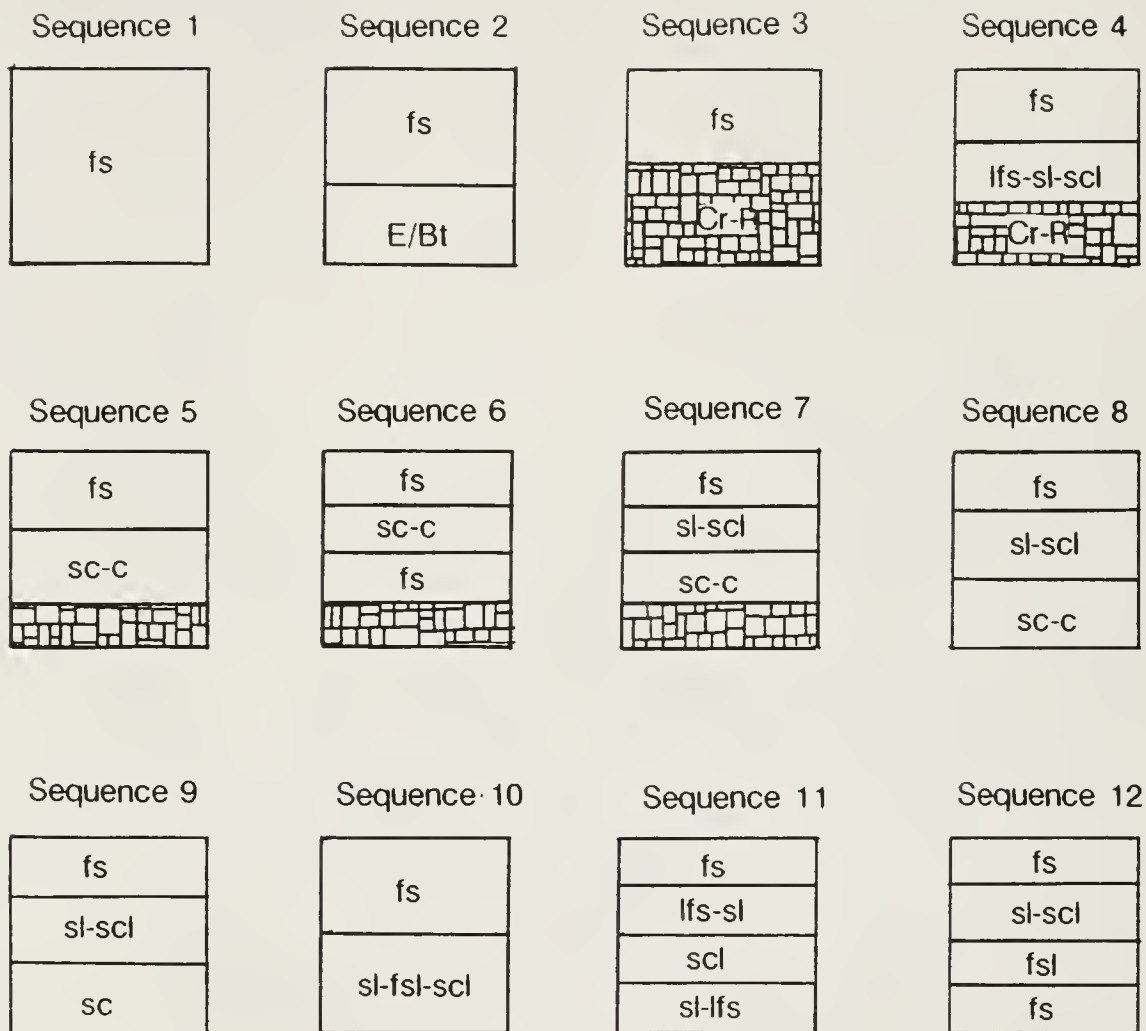 Sequence 1 Sequence 2 Sequence 3 Sequence 4
fs
fs
E/Bt
fs
Cr-R
fs
lfs-sl-scl
Cr-R
Sequence 5 Sequence 6 Sequence 7 Sequence 8
fs
sc-c
fs
sc-c
fs
fs
sl-scl
sc-c
fs
sl-scl
sc-c
Sequence 9 Sequence 10 Sequence 11 Sequence 12
fs
sl-scl
sc
fs
sl-fsl-scl
fs
lfs-sl
scl
sl-lfs
fs
sl-scl
fsl
fs